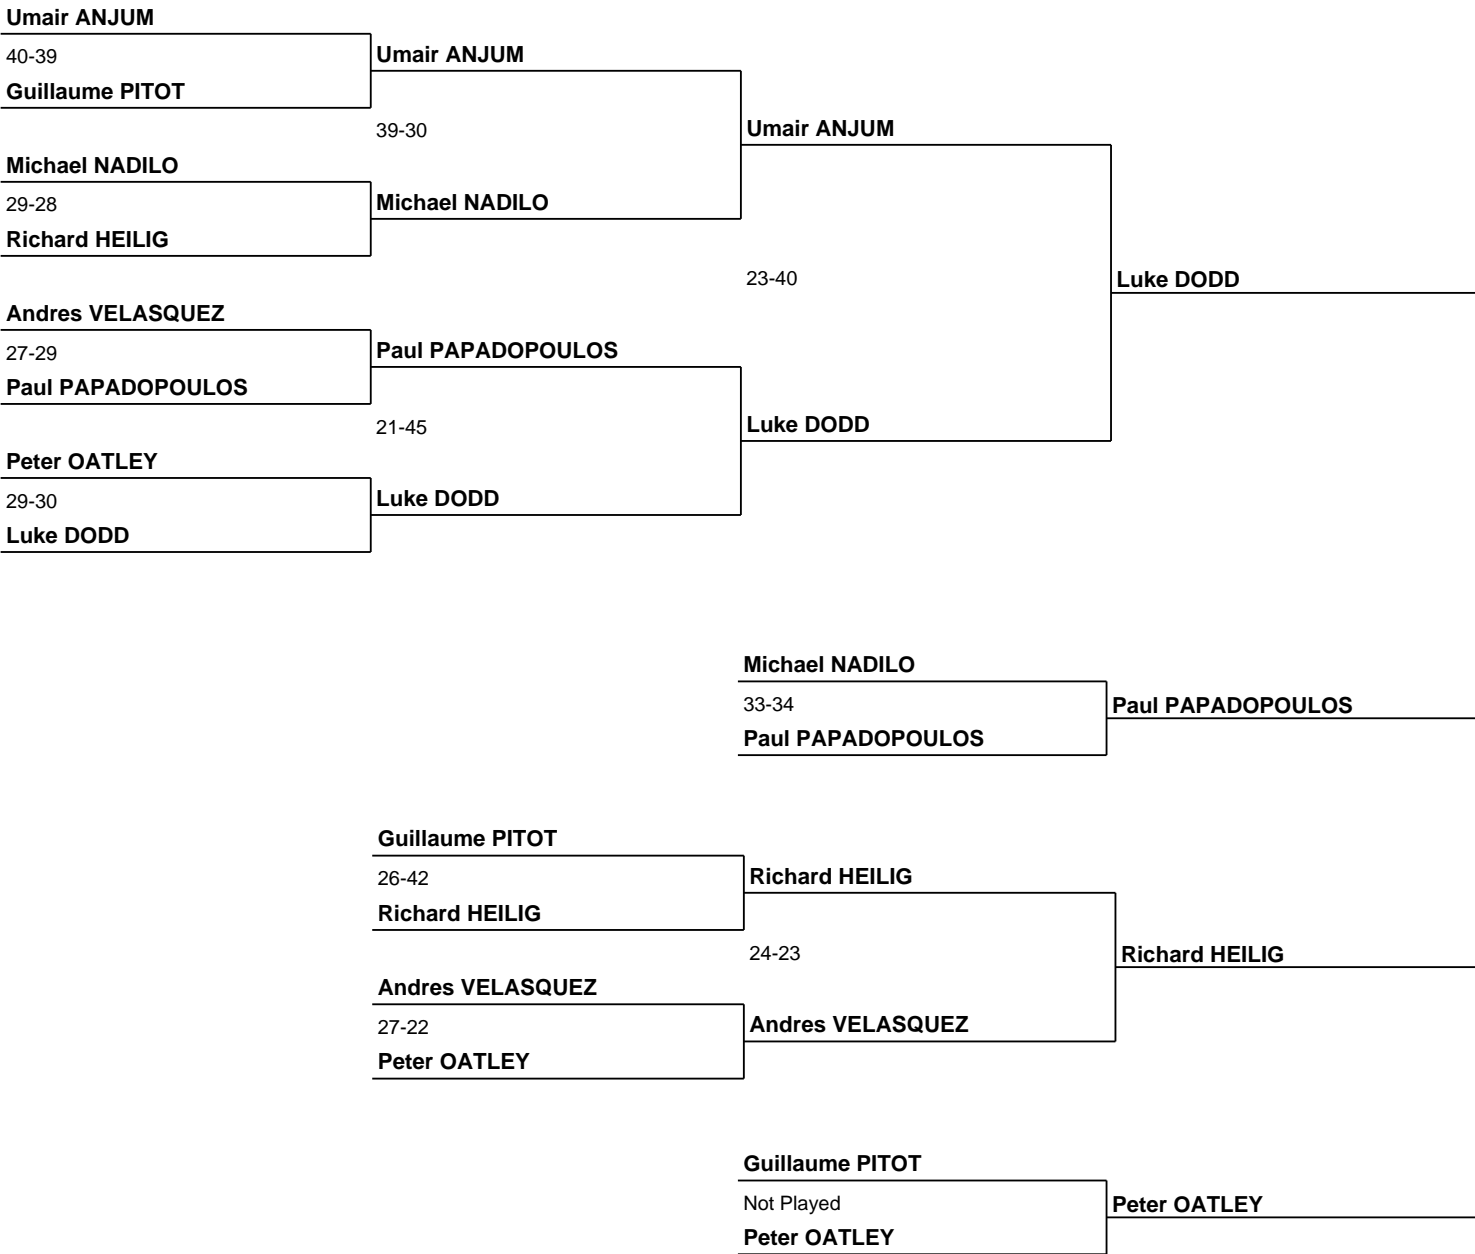 Umair ANJUM
40-39
Umair ANJUM
Guillaume PITOT
39-30
Umair ANJUM
Michael NADILO
29-28
Michael NADILO
Richard HEILIG
23-40
Luke DODD
Andres VELASQUEZ
27-29
Paul PAPADOPOULOS
Paul PAPADOPOULOS
21-45
Luke DODD
Peter OATLEY
29-30
Luke DODD
Luke DODD
Michael NADILO
33-34
Paul PAPADOPOULOS
Paul PAPADOPOULOS
Guillaume PITOT
26-42
Richard HEILIG
Richard HEILIG
24-23
Richard HEILIG
Andres VELASQUEZ
27-22
Andres VELASQUEZ
Peter OATLEY
Guillaume PITOT
Not Played
Peter OATLEY
Peter OATLEY